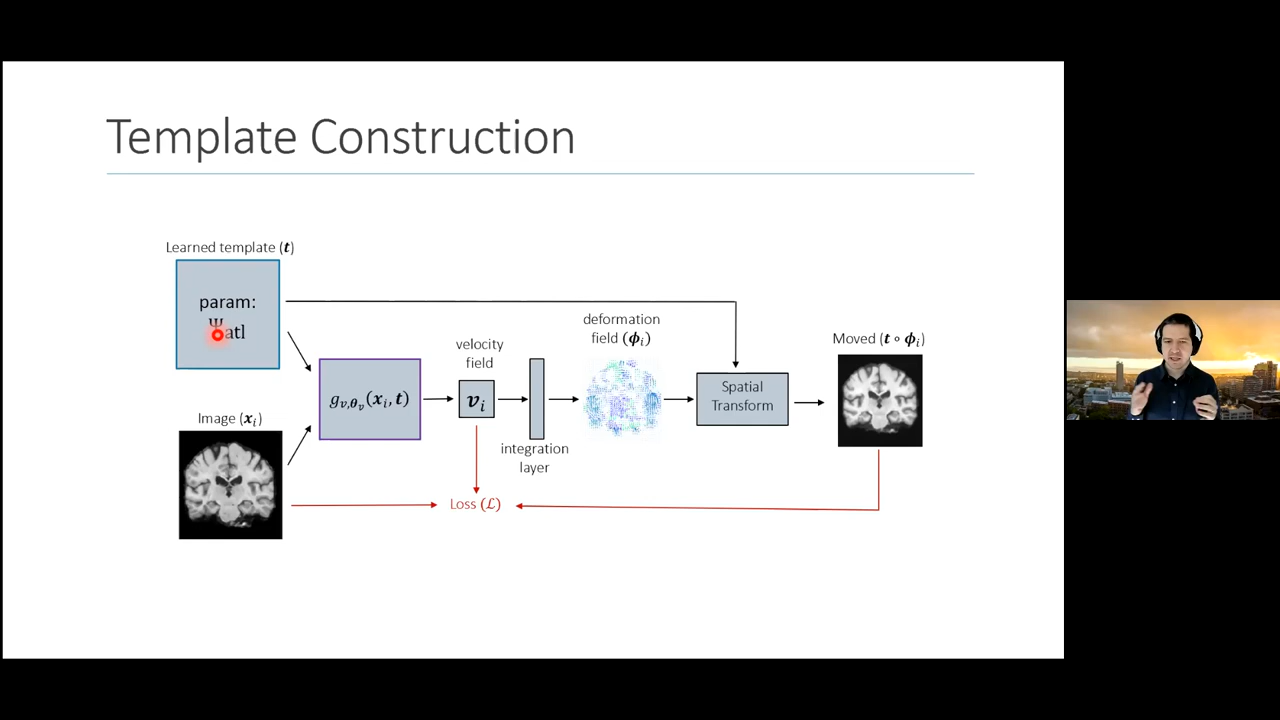 Template Construction
Learned template (t)
param:
Ψatl
Image (xᵢ)
g_{v,θ_v}(xᵢ, t)
velocity
field
vᵢ
integration
layer
deformation
field (ϕᵢ)
Spatial
Transform
Moved (t ∘ ϕᵢ)
Loss (ℒ)